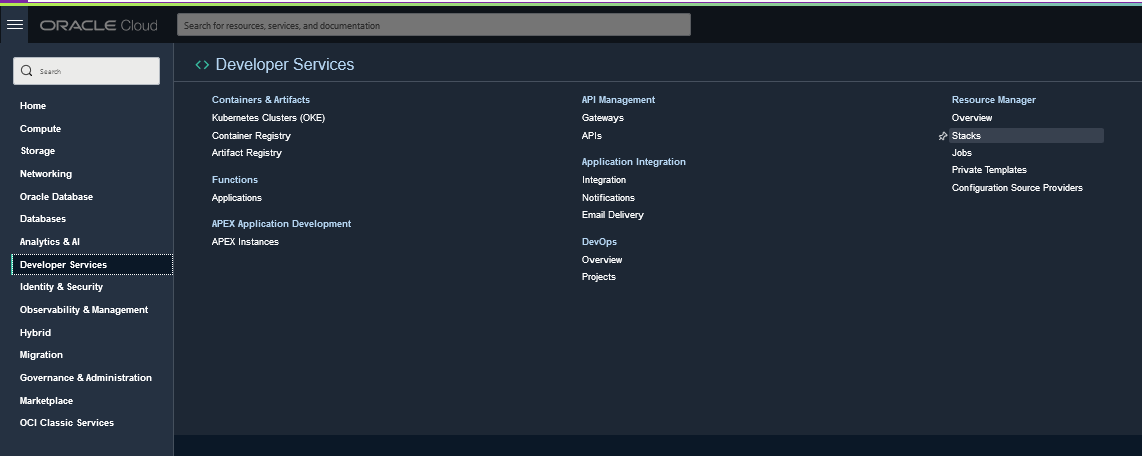 ORACLE Cloud
Search for resources, services, and documentation
Search
Home
Compute
Storage
Networking
Oracle Database
Databases
Analytics & AI
Developer Services
Identity & Security
Observability & Management
Hybrid
Migration
Governance & Administration
Marketplace
OCI Classic Services
Developer Services
Containers & Artifacts
Kubernetes Clusters (OKE)
Container Registry
Artifact Registry
Functions
Applications
APEX Application Development
APEX Instances
API Management
Gateways
APIs
Application Integration
Integration
Notifications
Email Delivery
DevOps
Overview
Projects
Resource Manager
Overview
Stacks
Jobs
Private Templates
Configuration Source Providers